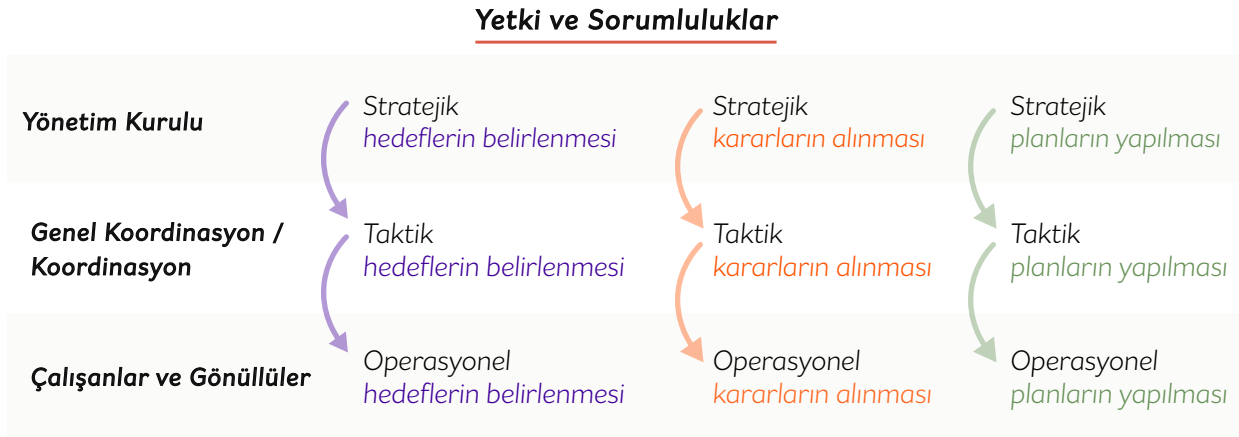 Yetki ve Sorumluluklar
Yönetim Kurulu
Stratejik
hedeflerin belirlenmesi
Stratejik
kararların alınması
Stratejik
planların yapılması
Genel Koordinasyon /
Koordinasyon
Taktik
hedeflerin belirlenmesi
Taktik
kararların alınması
Taktik
planların yapılması
Çalışanlar ve Gönüllüler
Operasyonel
hedeflerin belirlenmesi
Operasyonel
kararların alınması
Operasyonel
planların yapılması